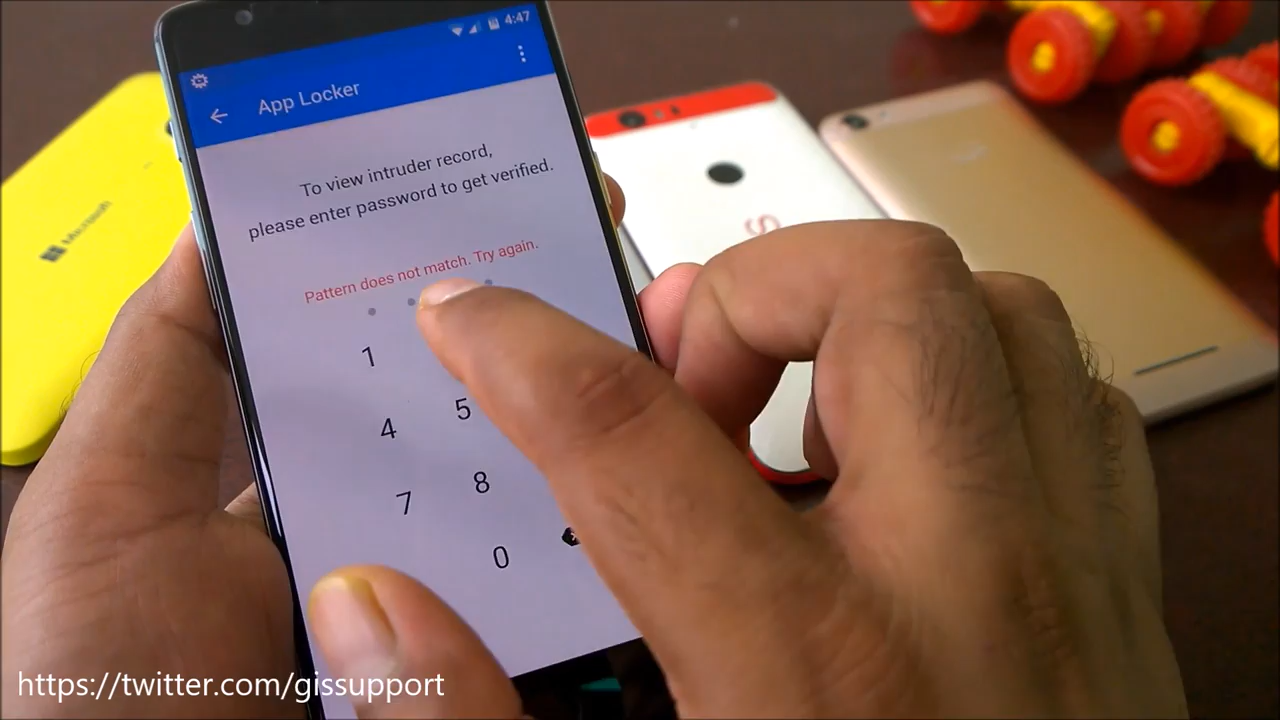 4:47
App Locker
To view intruder record,
please enter password to get verified.
Pattern does not match. Try again.
1
4 5
7 8
0
Microsoft
https://twitter.com/gissupport